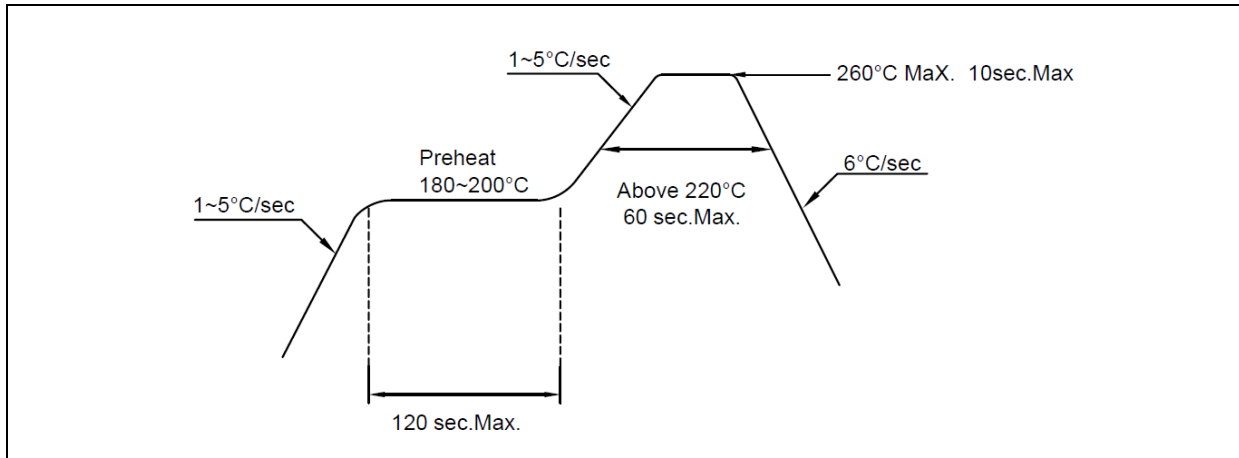 1~5°C/sec
260°C MaX. 10sec.Max
Preheat
180~200°C
6°C/sec
Above 220°C
60 sec.Max.
1~5°C/sec
120 sec.Max.